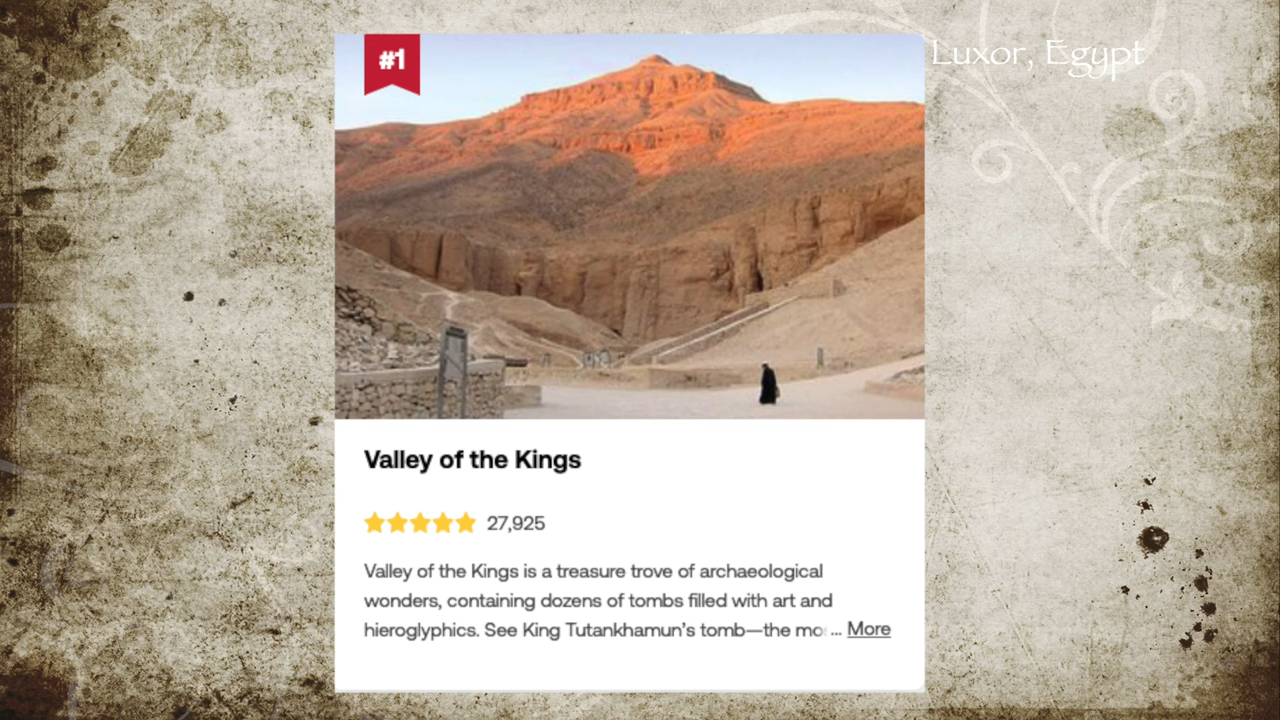 #1
Luxor, Egypt
Valley of the Kings
27,925
Valley of the Kings is a treasure trove of archaeological
wonders, containing dozens of tombs filled with art and
hieroglyphics. See King Tutankhamun's tomb—the mo ... More